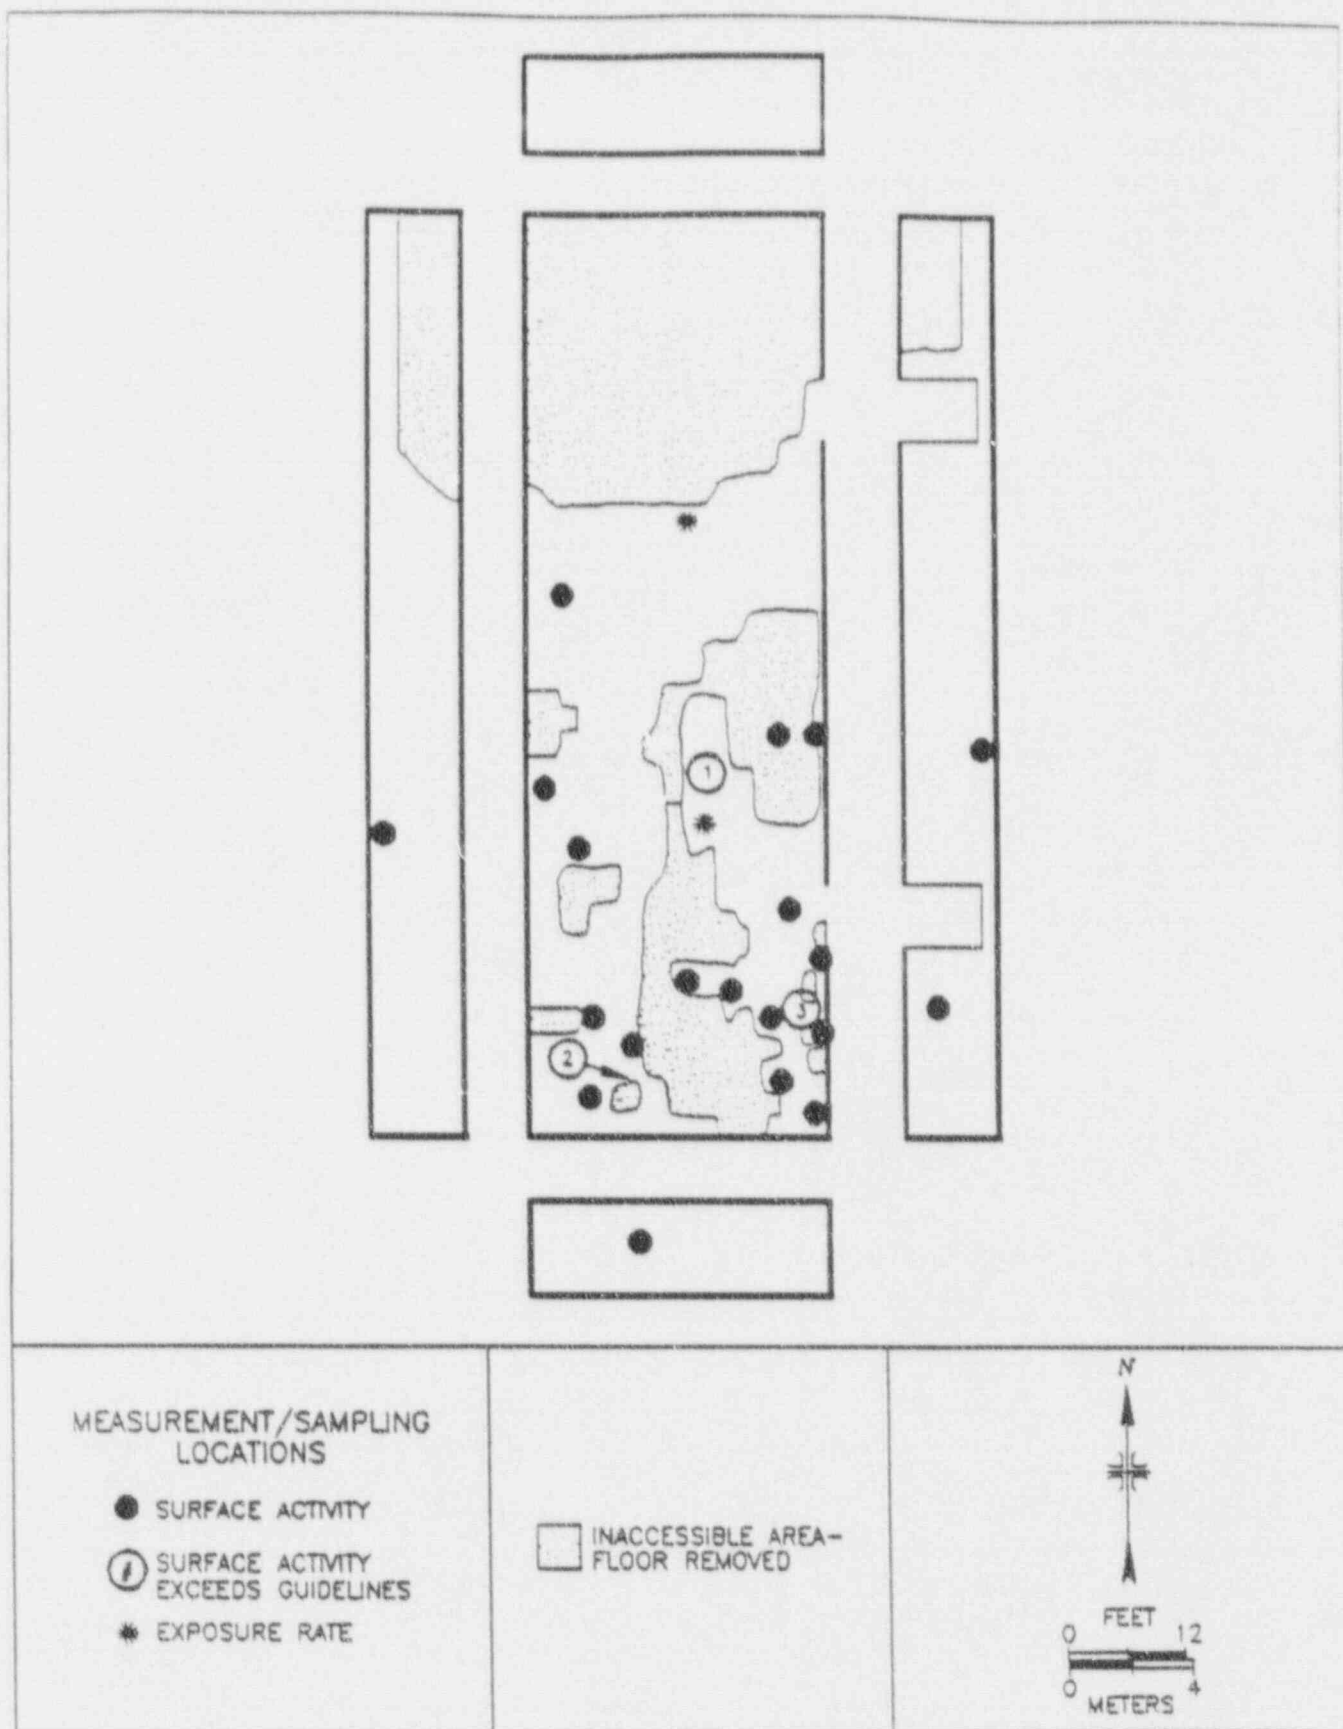 1
3
2
MEASUREMENT/SAMPLING
LOCATIONS
SURFACE ACTIVITY
# SURFACE ACTIVITY
EXCEEDS GUIDELINES
EXPOSURE RATE
INACCESSIBLE AREA-
FLOOR REMOVED
N
FEET
0 12
0 4
METERS